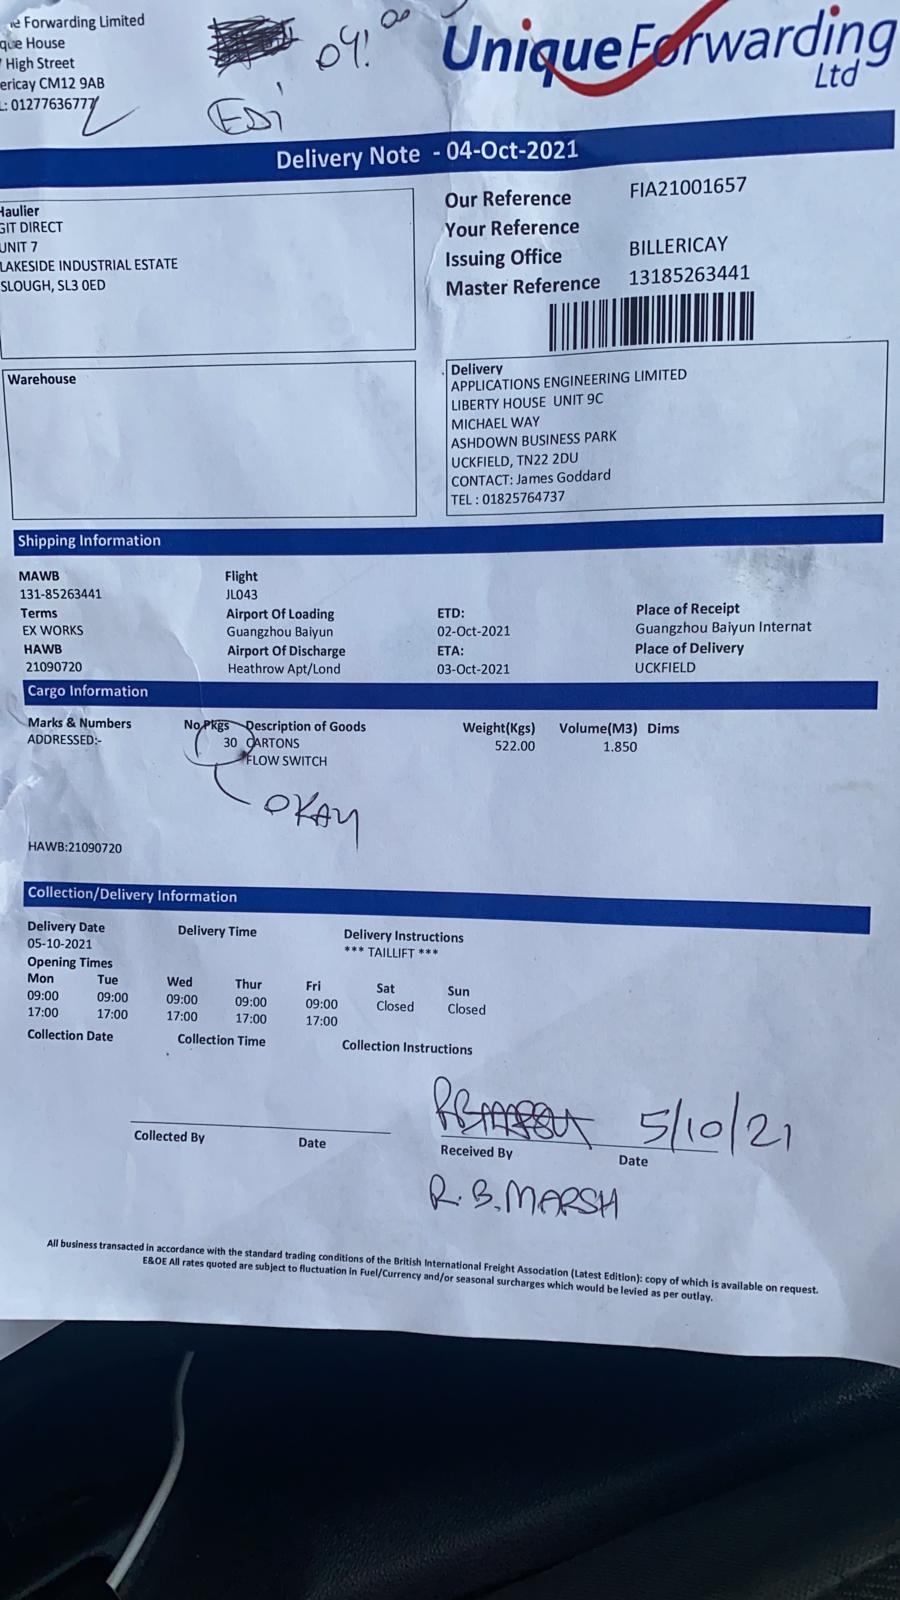 e Forwarding Limited
que House
High Street
ericay CM12 9AB
L: 01277636777
09:00
EDI
Unique Forwarding
Ltd
Delivery Note - 04-Oct-2021
Haulier
GIT DIRECT
UNIT 7
LAKESIDE INDUSTRIAL ESTATE
SLOUGH, SL3 0ED
Our Reference FIA21001657
Your Reference
Issuing Office BILLERICAY
Master Reference 13185263441
Warehouse
Delivery
APPLICATIONS ENGINEERING LIMITED
LIBERTY HOUSE UNIT 9C
MICHAEL WAY
ASHDOWN BUSINESS PARK
UCKFIELD, TN22 2DU
CONTACT: James Goddard
TEL : 01825764737
Shipping Information
MAWB Flight
131-85263441 JL043
Terms Airport Of Loading ETD: Place of Receipt
EX WORKS Guangzhou Baiyun 02-Oct-2021 Guangzhou Baiyun Internat
HAWB Airport Of Discharge ETA: Place of Delivery
21090720 Heathrow Apt/Lond 03-Oct-2021 UCKFIELD
Cargo Information
Marks & Numbers No Pkgs Description of Goods Weight(Kgs) Volume(M3) Dims
ADDRESSED:- 30 CARTONS 522.00 1.850
FLOW SWITCH
OKAY
HAWB:21090720
Collection/Delivery Information
Delivery Date Delivery Time Delivery Instructions
05-10-2021 *** TAILLIFT ***
Opening Times
Mon Tue Wed Thur Fri Sat Sun
09:00 09:00 09:00 09:00 09:00 Closed Closed
17:00 17:00 17:00 17:00 17:00
Collection Date Collection Time Collection Instructions
5/10/21
Collected By Date Received By Date
R.B.MARSH
All business transacted in accordance with the standard trading conditions of the British International Freight Association (Latest Edition): copy of which is available on request.
E&OE All rates quoted are subject to fluctuation in Fuel/Currency and/or seasonal surcharges which would be levied as per outlay.